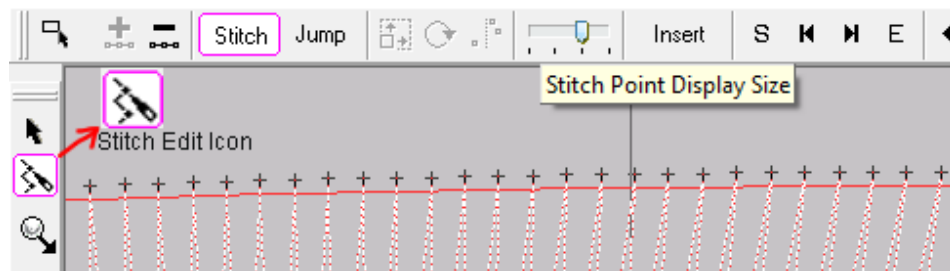 Stitch Jump Insert S E
Stitch Point Display Size
Stitch Edit Icon